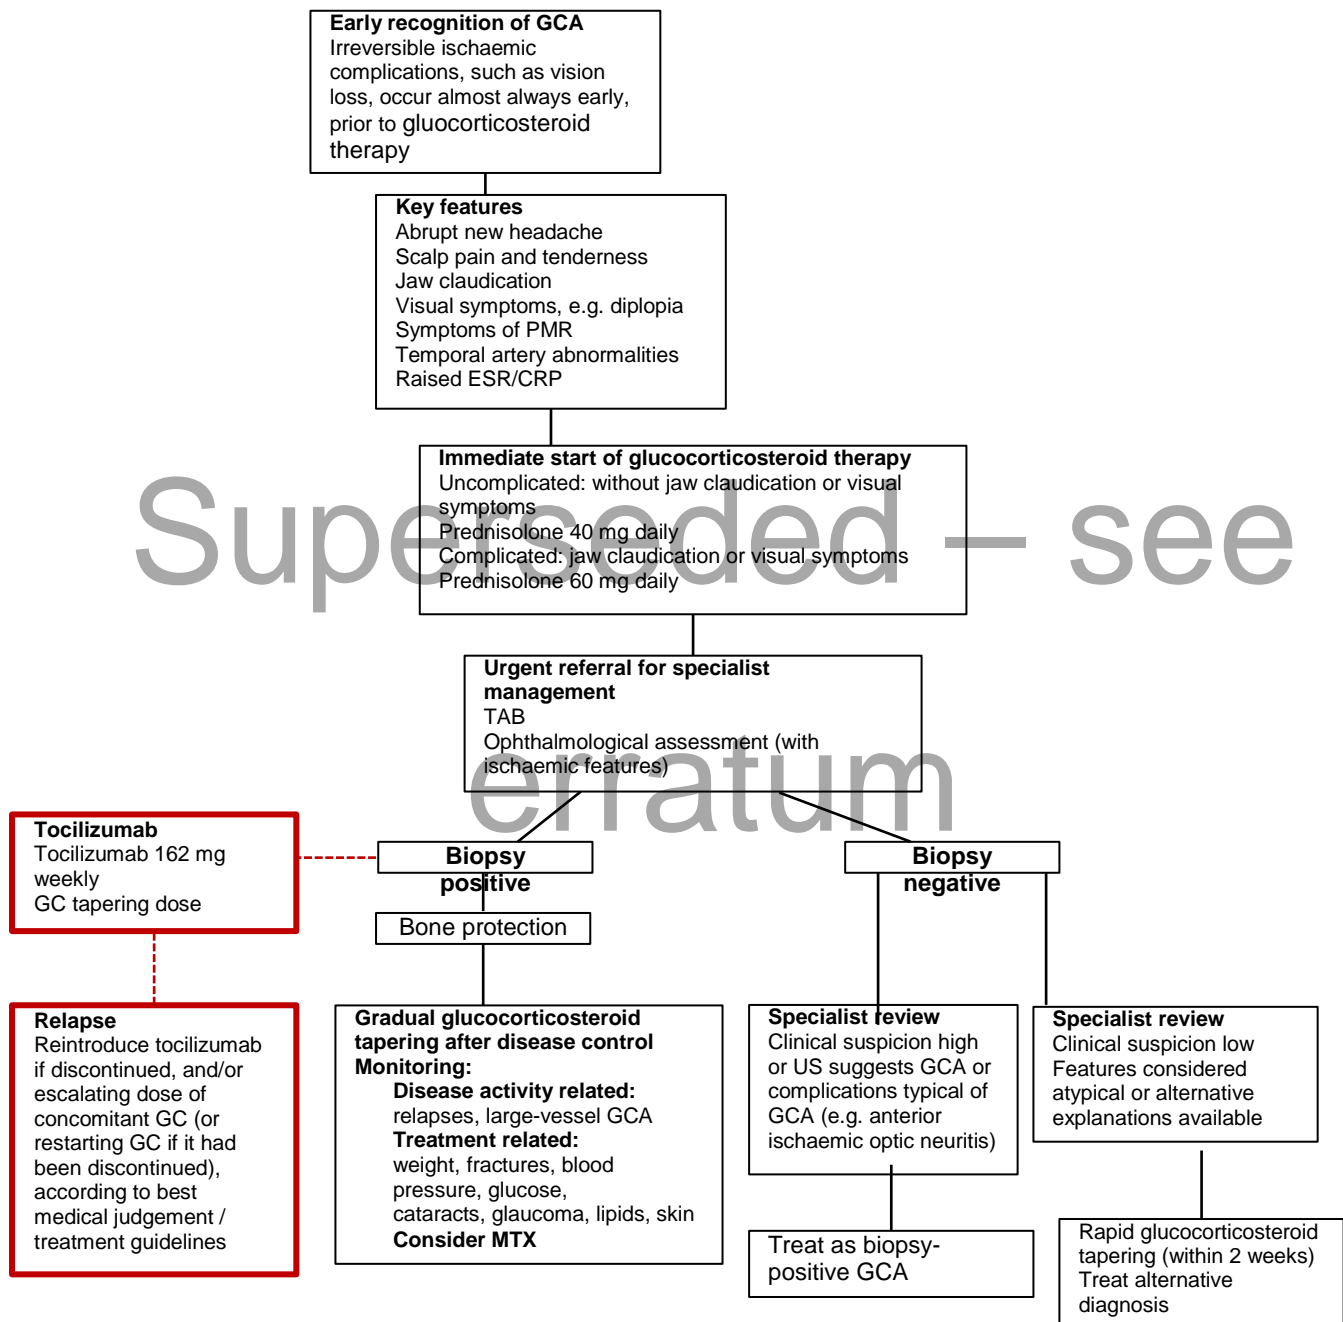 Early recognition of GCA
Irreversible ischaemic
complications, such as vision
loss, occur almost always early,
prior to gluocorticosteroid
therapy
Key features
Abrupt new headache
Scalp pain and tenderness
Jaw claudication
Visual symptoms, e.g. diplopia
Symptoms of PMR
Temporal artery abnormalities
Raised ESR/CRP
Immediate start of glucocorticosteroid therapy
Uncomplicated: without jaw claudication or visual
symptoms
Prednisolone 40 mg daily
Complicated: jaw claudication or visual symptoms
Prednisolone 60 mg daily
Superseded – see
Urgent referral for specialist
management
TAB
Ophthalmological assessment (with
ischaemic features)
erratum
Tocilizumab
Tocilizumab 162 mg
weekly
GC tapering dose
Biopsy
positive
Biopsy
negative
Bone protection
Relapse
Reintroduce tocilizumab
if discontinued, and/or
escalating dose of
concomitant GC (or
restarting GC if it had
been discontinued),
according to best
medical judgement /
treatment guidelines
Gradual glucocorticosteroid
tapering after disease control
Monitoring:
Disease activity related:
relapses, large-vessel GCA
Treatment related:
weight, fractures, blood
pressure, glucose,
cataracts, glaucoma, lipids, skin
Consider MTX
Specialist review
Clinical suspicion high
or US suggests GCA or
complications typical of
GCA (e.g. anterior
ischaemic optic neuritis)
Specialist review
Clinical suspicion low
Features considered
atypical or alternative
explanations available
Treat as biopsy-
positive GCA
Rapid glucocorticosteroid
tapering (within 2 weeks)
Treat alternative
diagnosis